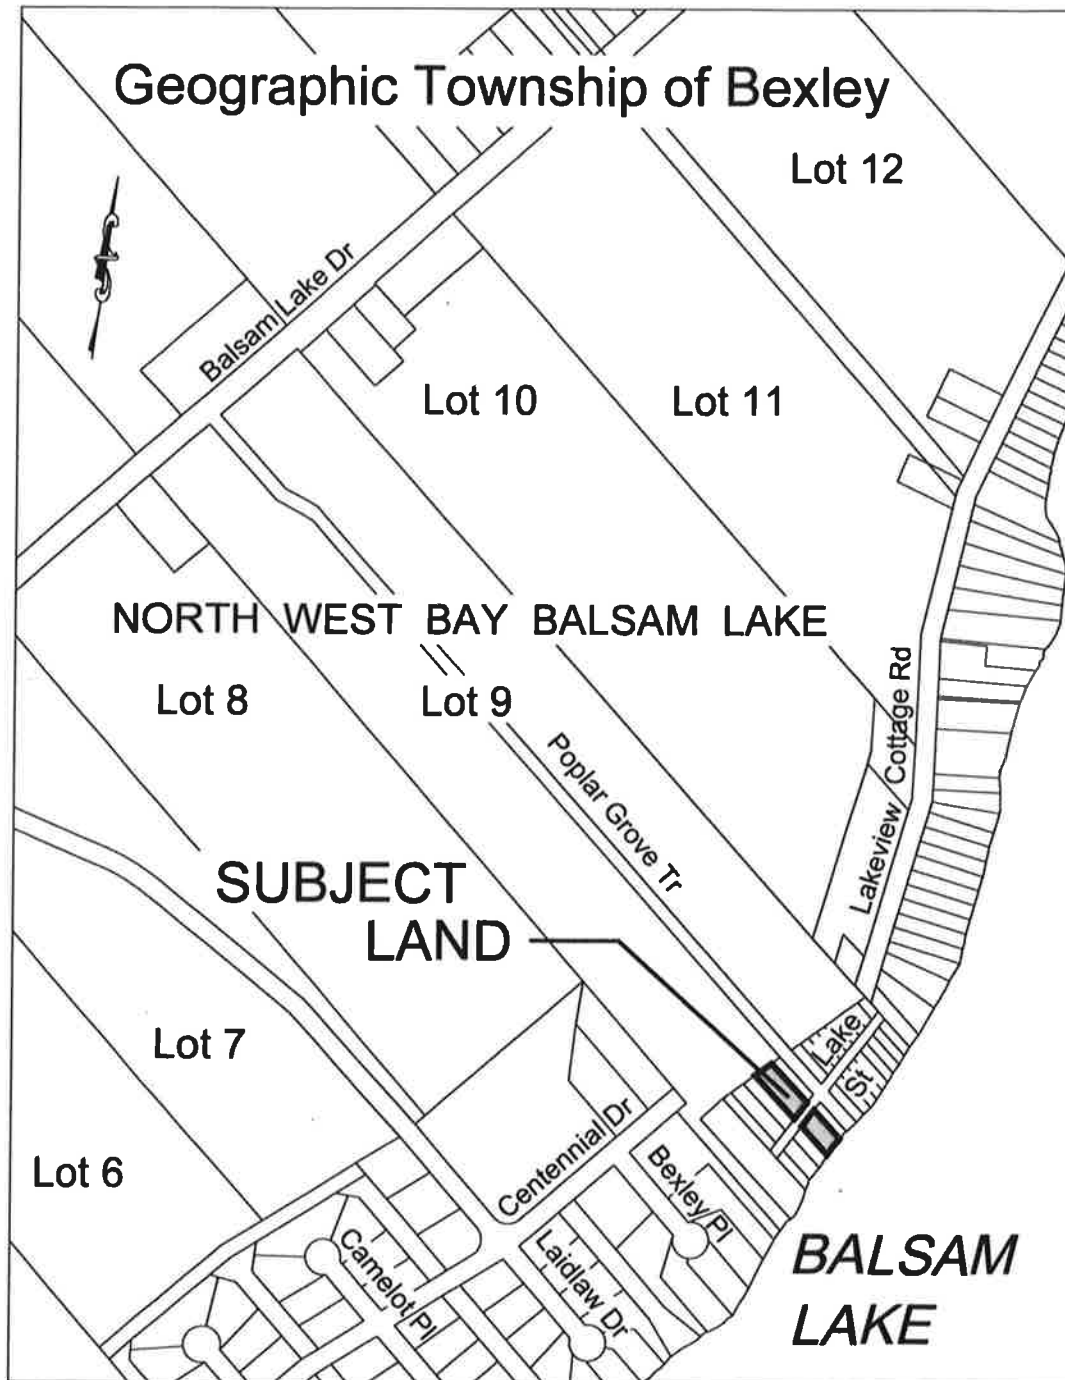 Geographic Township of Bexley
Lot 12
Balsam Lake Dr
Lot 10
Lot 11
NORTH WEST BAY BALSAM LAKE
Lot 8
Lot 9
Lakeview Cottage Rd
Poplar Grove Tr
SUBJECT
LAND
Lot 7
Lake St
Centennial Dr
Lot 6
Bexley Pl
Camelot Pl
Laidlaw Dr
BALSAM
LAKE